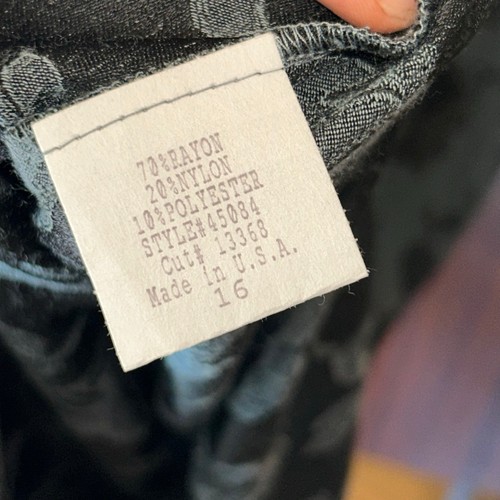 70%RAYON
20%NYLON
10%POLYESTER
STYLE#45084
Cut# 13368
Made in U.S.A.
16